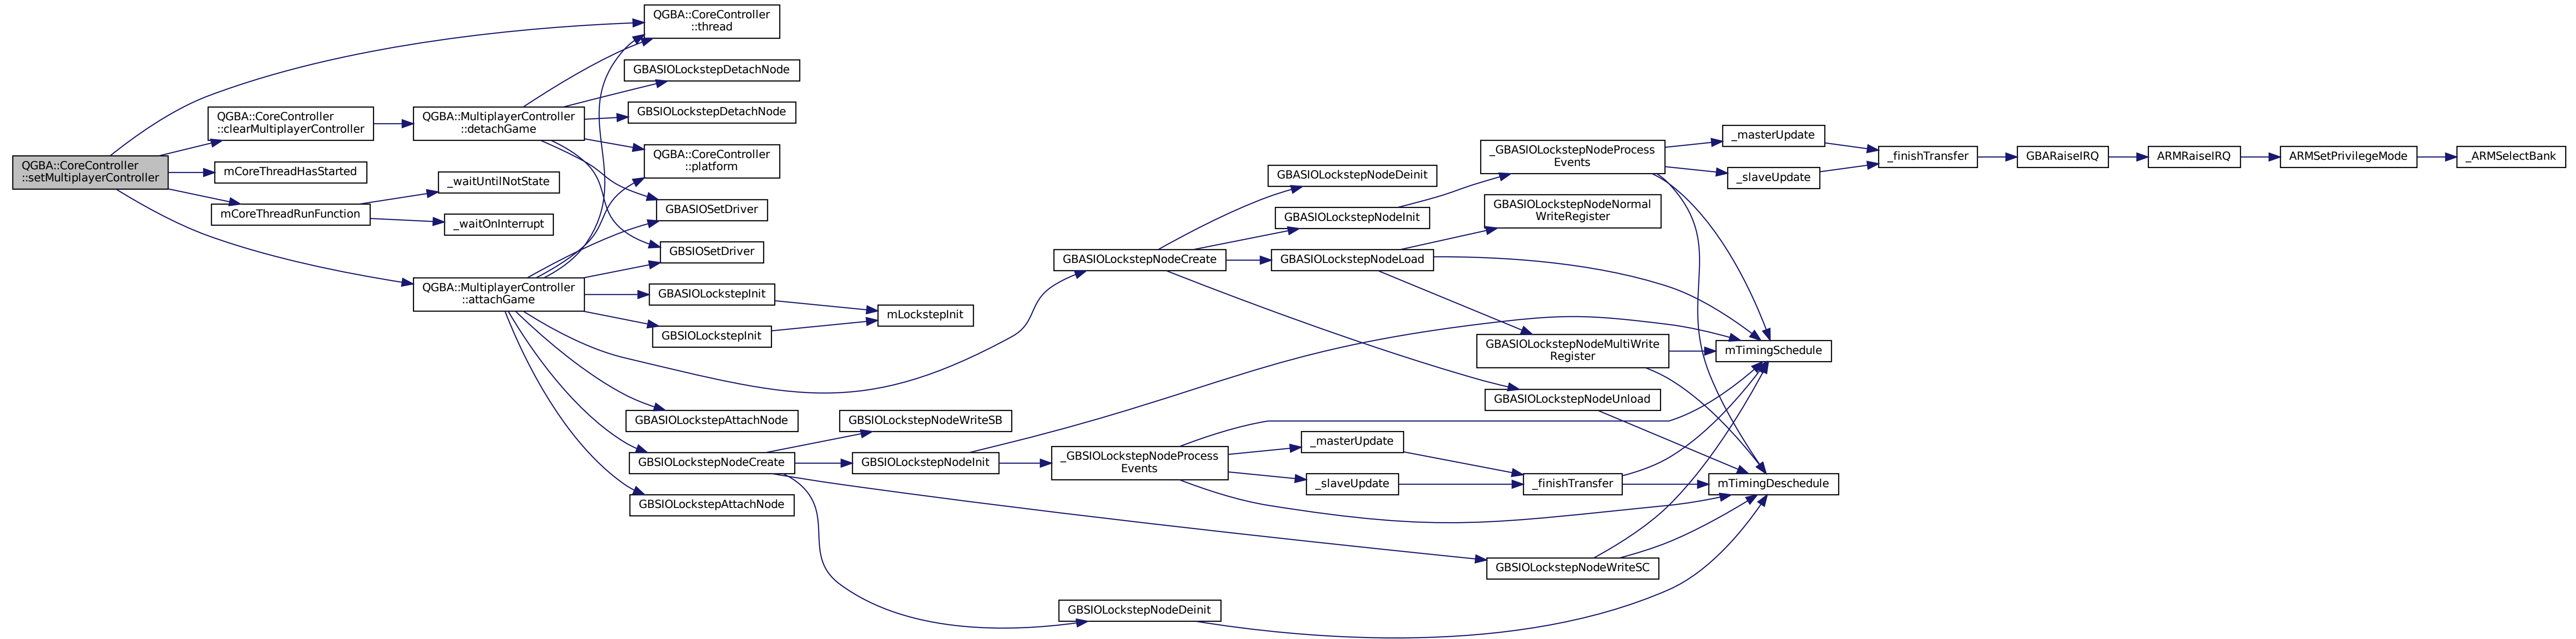 QGBA::CoreController
::setMultiplayerController
QGBA::CoreController
::clearMultiplayerController
mCoreThreadHasStarted
mCoreThreadRunFunction
QGBA::MultiplayerController
::detachGame
_waitUntilNotState
_waitOnInterrupt
QGBA::MultiplayerController
::attachGame
QGBA::CoreController
::thread
GBASIOLockstepDetachNode
GBSIOLockstepDetachNode
QGBA::CoreController
::platform
GBASIOSetDriver
GBSIOSetDriver
GBASIOLockstepInit
GBSIOLockstepInit
mLockstepInit
GBASIOLockstepAttachNode
GBSIOLockstepNodeCreate
GBSIOLockstepAttachNode
GBSIOLockstepNodeWriteSB
GBSIOLockstepNodeInit
GBASIOLockstepNodeCreate
_GBSIOLockstepNodeProcess
Events
GBSIOLockstepNodeDeinit
GBASIOLockstepNodeDeinit
GBASIOLockstepNodeInit
GBASIOLockstepNodeLoad
_masterUpdate
_slaveUpdate
_GBASIOLockstepNodeProcess
Events
GBASIOLockstepNodeNormal
WriteRegister
GBASIOLockstepNodeMultiWrite
Register
GBASIOLockstepNodeUnload
_finishTransfer
GBSIOLockstepNodeWriteSC
_masterUpdate
_slaveUpdate
mTimingSchedule
mTimingDeschedule
_finishTransfer
GBARaiseIRQ
ARMRaiseIRQ
ARMSetPrivilegeMode
_ARMSelectBank